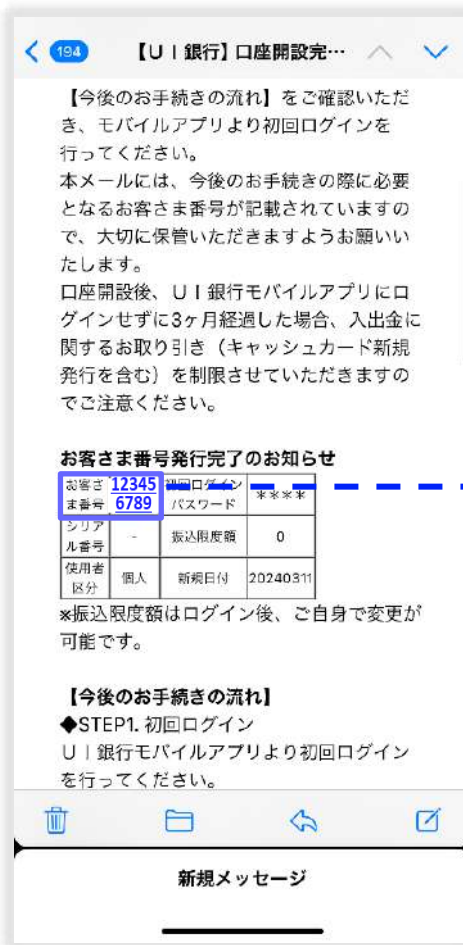 194
【UI銀行】口座開設完…
【今後のお手続きの流れ】をご確認いただ
き、モバイルアプリより初回ログインを
行ってください。
本メールには、今後のお手続きの際に必要
となるお客さま番号が記載されていますの
で、大切に保管いただきますようお願いい
たします。
口座開設後、UI銀行モバイルアプリにロ
グインせずに3ヶ月経過した場合、入出金に
関するお取り引き（キャッシュカード新規
発行を含む）を制限させていただきますの
でご注意ください。
お客さま番号発行完了のお知らせ
お客さま番号 123456789 初回ログインパスワード ****
シリアル番号 - 振込限度額 0
使用者区分 個人 新規日付 20240311
※振込限度額はログイン後、ご自身で変更が
可能です。
【今後のお手続きの流れ】
◆STEP1. 初回ログイン
UI銀行モバイルアプリより初回ログイン
を行ってください。
新規メッセージ